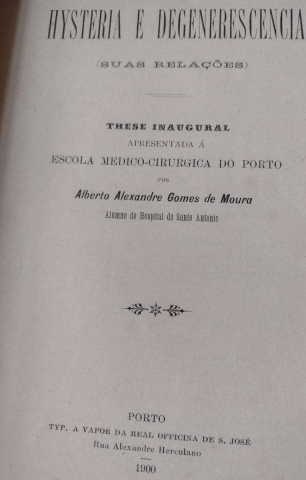 HYSTERIA E DEGENERESCENCIA
(SUAS RELAÇÕES)
THESE INAUGURAL
APRESENTADA Á
ESCOLA MEDICO-CIRURGICA DO PORTO
POR
Alberto Alexandre Gomes de Moura
Alumno do Hospital de Santo Antonio
PORTO
TYP. A VAPOR DA REAL OFFICINA DE S. JOSÉ
Rua Alexandre Herculano
1900